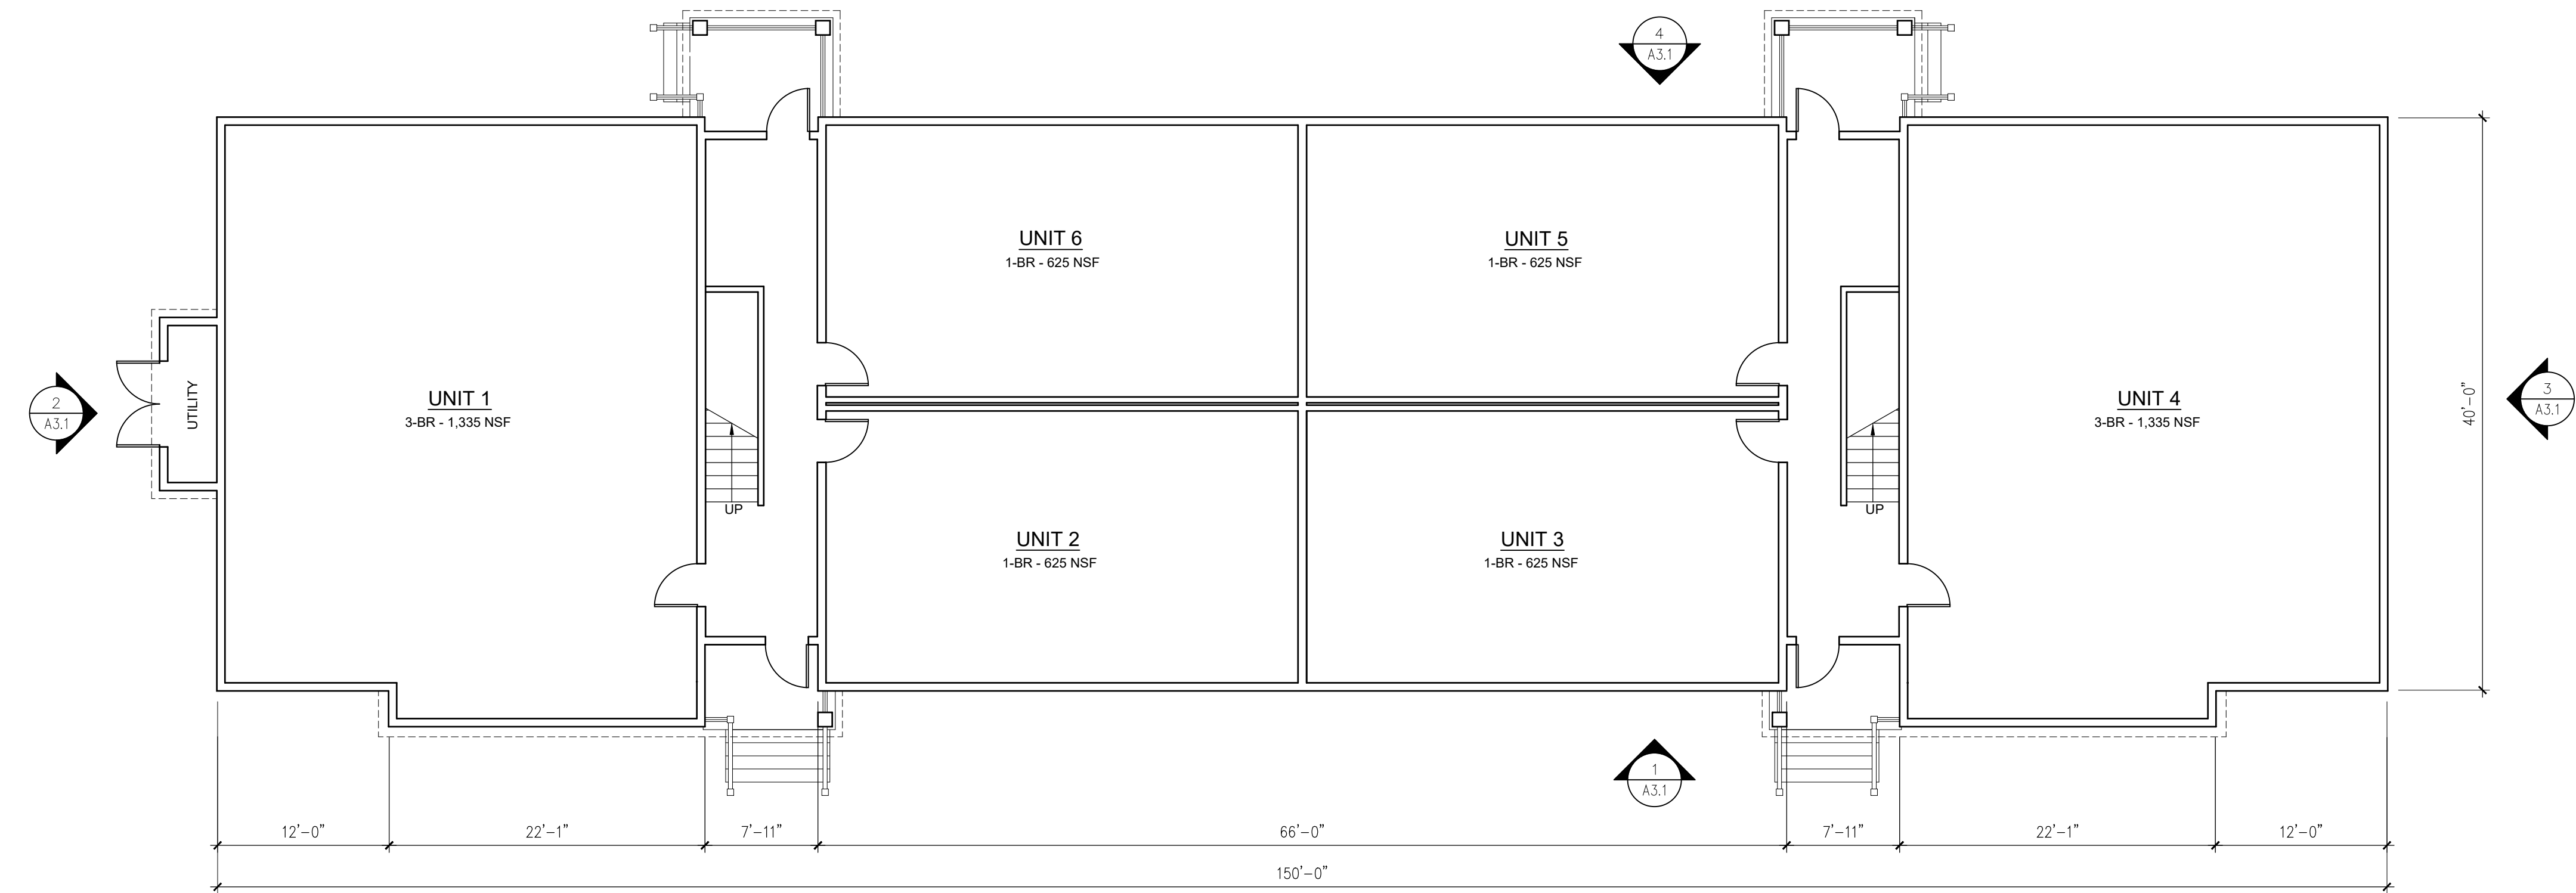 4
A3.1
UNIT 6
1-BR - 625 NSF
UNIT 5
1-BR - 625 NSF
2
A3.1
UTILITY
UNIT 1
3-BR - 1,335 NSF
UNIT 4
3-BR - 1,335 NSF
40'-0"
3
A3.1
UP
UP
UNIT 2
1-BR - 625 NSF
UNIT 3
1-BR - 625 NSF
1
A3.1
12'-0"
22'-1"
7'-11"
66'-0"
7'-11"
22'-1"
12'-0"
150'-0"